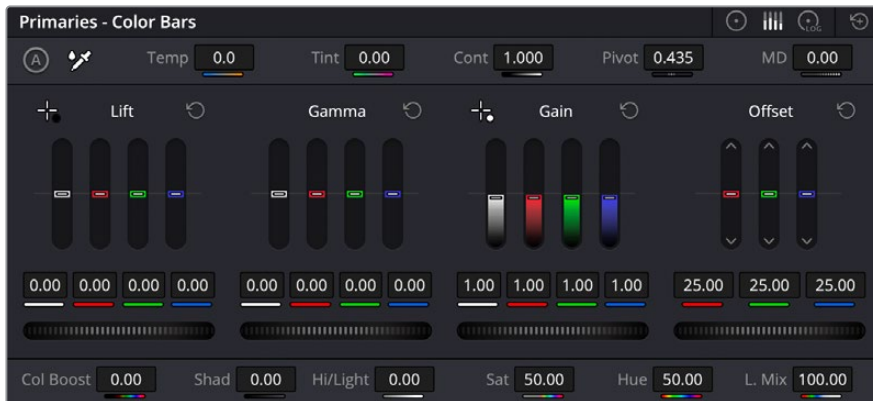 Primaries - Color Bars
LOG
A Temp 0.0 Tint 0.00 Cont 1.000 Pivot 0.435 MD 0.00
Lift Gamma Gain Offset
0.00 0.00 0.00 0.00 0.00 0.00 0.00 0.00 1.00 1.00 1.00 1.00 25.00 25.00 25.00
Col Boost 0.00 Shad 0.00 Hi/Light 0.00 Sat 50.00 Hue 50.00 L. Mix 100.00